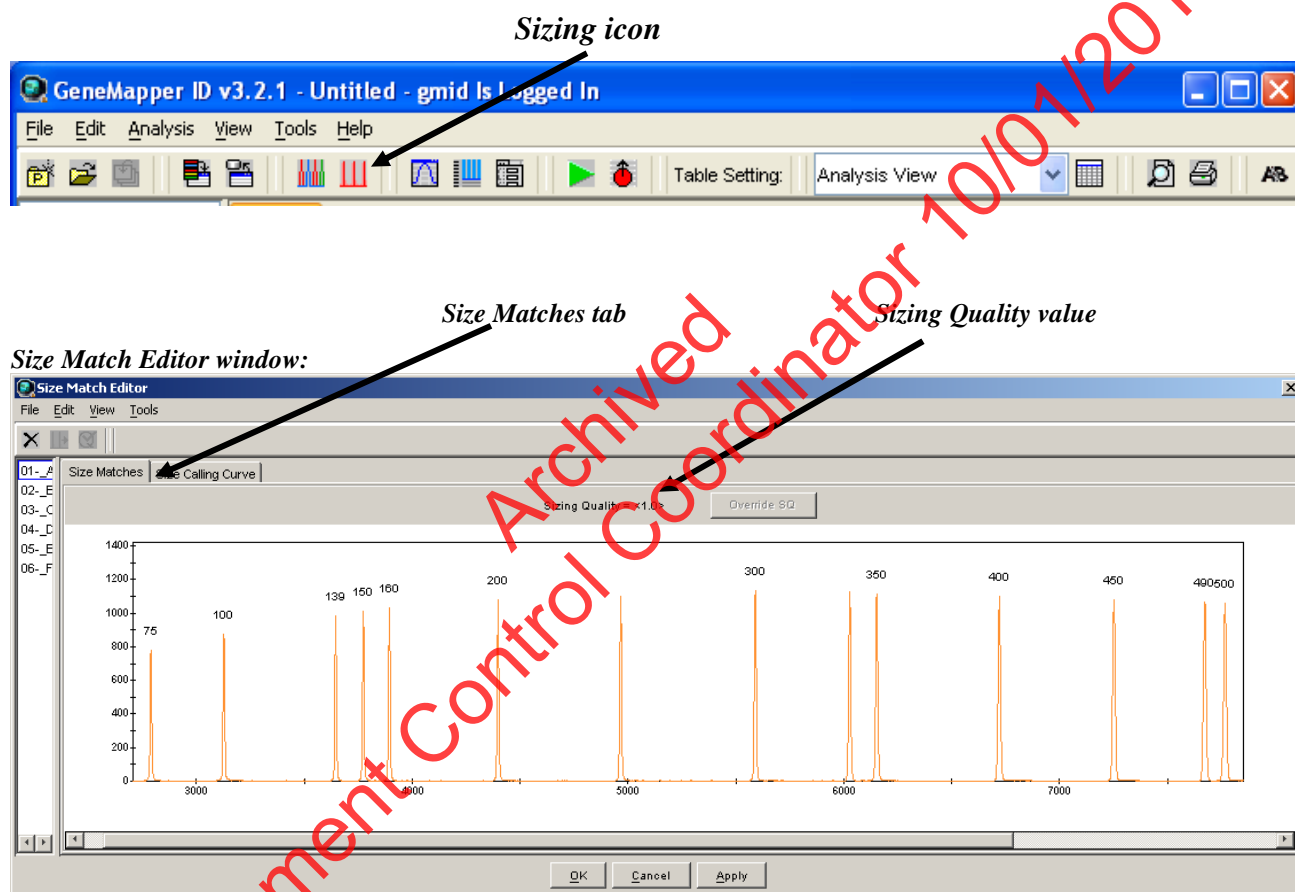 Sizing icon
GeneMapper ID v3.2.1 - Untitled - gmid Is Logged In
File Edit Analysis View Tools Help
Table Setting: Analysis View
Size Matches tab
Sizing Quality value
Size Match Editor window:
Size Match Editor
File Edit View Tools
01-_A
02-_E
03-_C
04-_D
05-_E
06-_F
Size Matches Size Calling Curve
Sizing Quality = <1.0> Override SQ
1400
1200
1000
800
600
400
200
0
75 100 139 150 160 200 300 350 400 450 490 500
3000 4000 5000 6000 7000
OK Cancel Apply
Archived
Control Coordinator 10/01/201